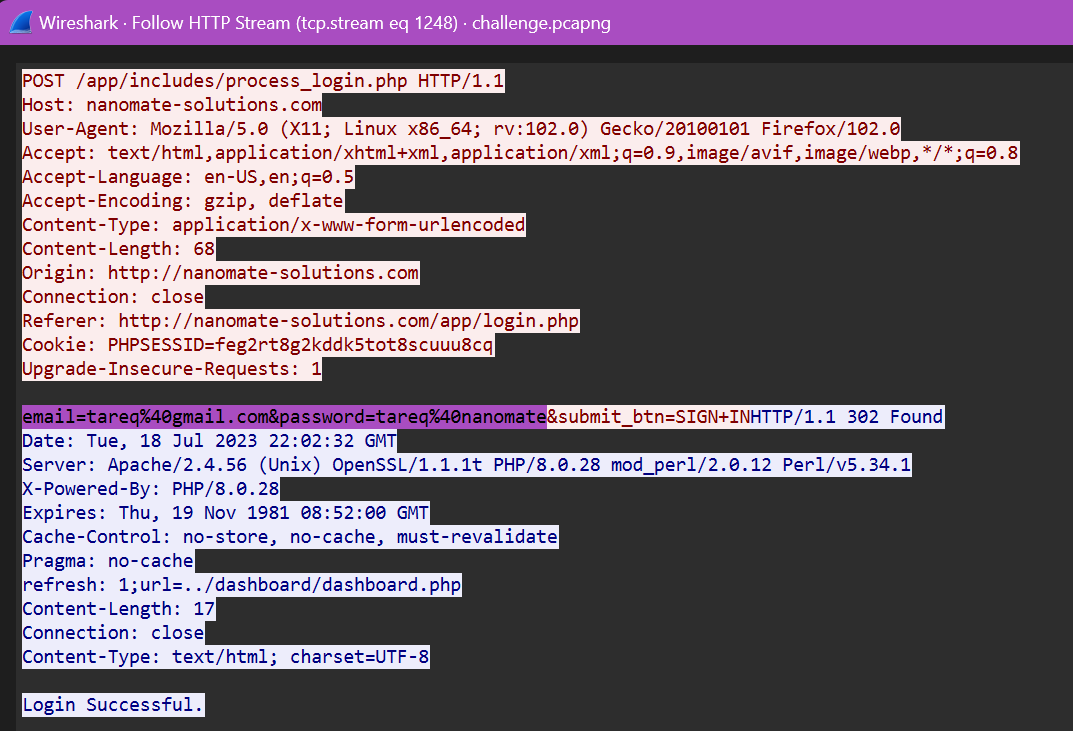 Wireshark · Follow HTTP Stream (tcp.stream eq 1248) · challenge.pcapng
POST /app/includes/process_login.php HTTP/1.1
Host: nanomate-solutions.com
User-Agent: Mozilla/5.0 (X11; Linux x86_64; rv:102.0) Gecko/20100101 Firefox/102.0
Accept: text/html,application/xhtml+xml,application/xml;q=0.9,image/avif,image/webp,*/*;q=0.8
Accept-Language: en-US,en;q=0.5
Accept-Encoding: gzip, deflate
Content-Type: application/x-www-form-urlencoded
Content-Length: 68
Origin: http://nanomate-solutions.com
Connection: close
Referer: http://nanomate-solutions.com/app/login.php
Cookie: PHPSESSID=feg2rt8g2kddk5tot8scuuu8cq
Upgrade-Insecure-Requests: 1
email=tareq%40gmail.com&password=tareq%40nanomate&submit_btn=SIGN+INHTTP/1.1 302 Found
Date: Tue, 18 Jul 2023 22:02:32 GMT
Server: Apache/2.4.56 (Unix) OpenSSL/1.1.1t PHP/8.0.28 mod_perl/2.0.12 Perl/v5.34.1
X-Powered-By: PHP/8.0.28
Expires: Thu, 19 Nov 1981 08:52:00 GMT
Cache-Control: no-store, no-cache, must-revalidate
Pragma: no-cache
refresh: 1;url=../dashboard/dashboard.php
Content-Length: 17
Connection: close
Content-Type: text/html; charset=UTF-8
Login Successful.